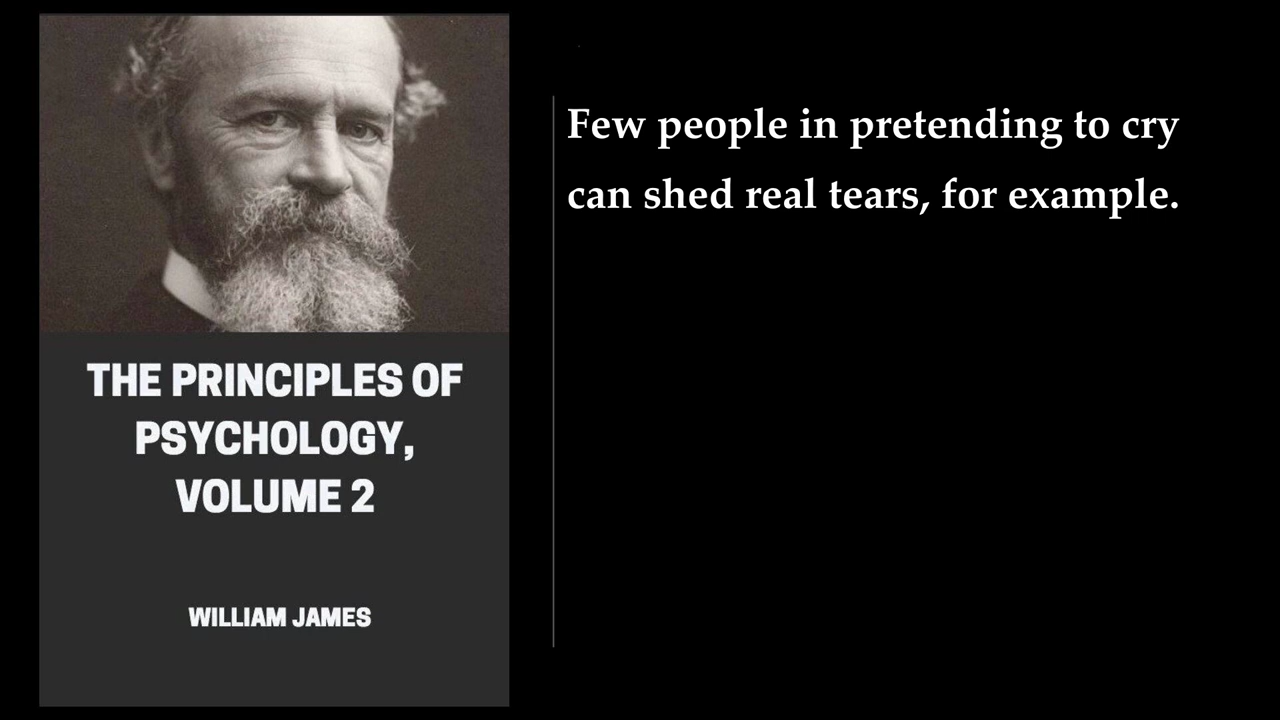 THE PRINCIPLES OF
PSYCHOLOGY,
VOLUME 2
WILLIAM JAMES
Few people in pretending to cry
can shed real tears, for example.